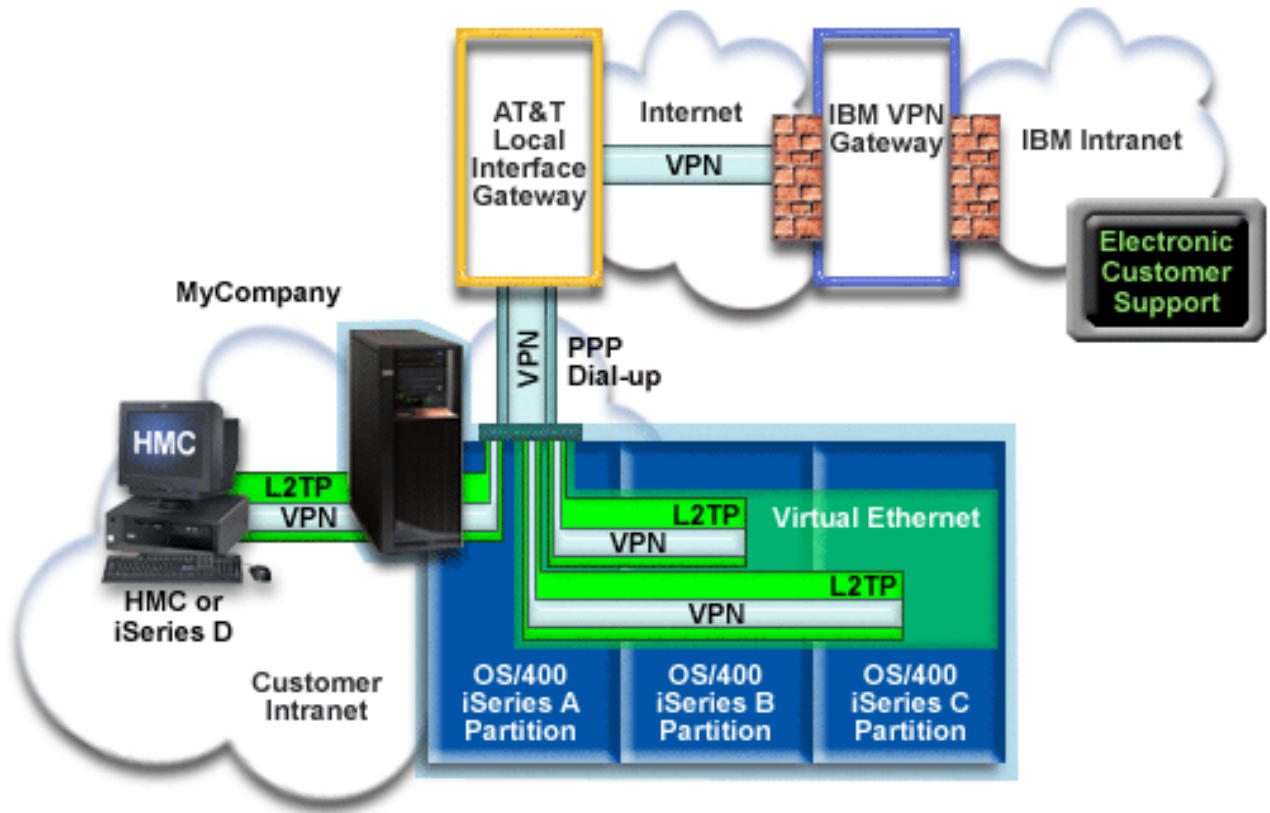 AT&T
Local
Interface
Gateway
Internet
VPN
IBM VPN
Gateway
IBM Intranet
Electronic
Customer
Support
MyCompany
VPN
PPP
Dial-up
HMC
L2TP
VPN
HMC or
iSeries D
Customer
Intranet
L2TP
VPN
Virtual Ethernet
L2TP
VPN
OS/400
iSeries A
Partition
OS/400
iSeries B
Partition
OS/400
iSeries C
Partition